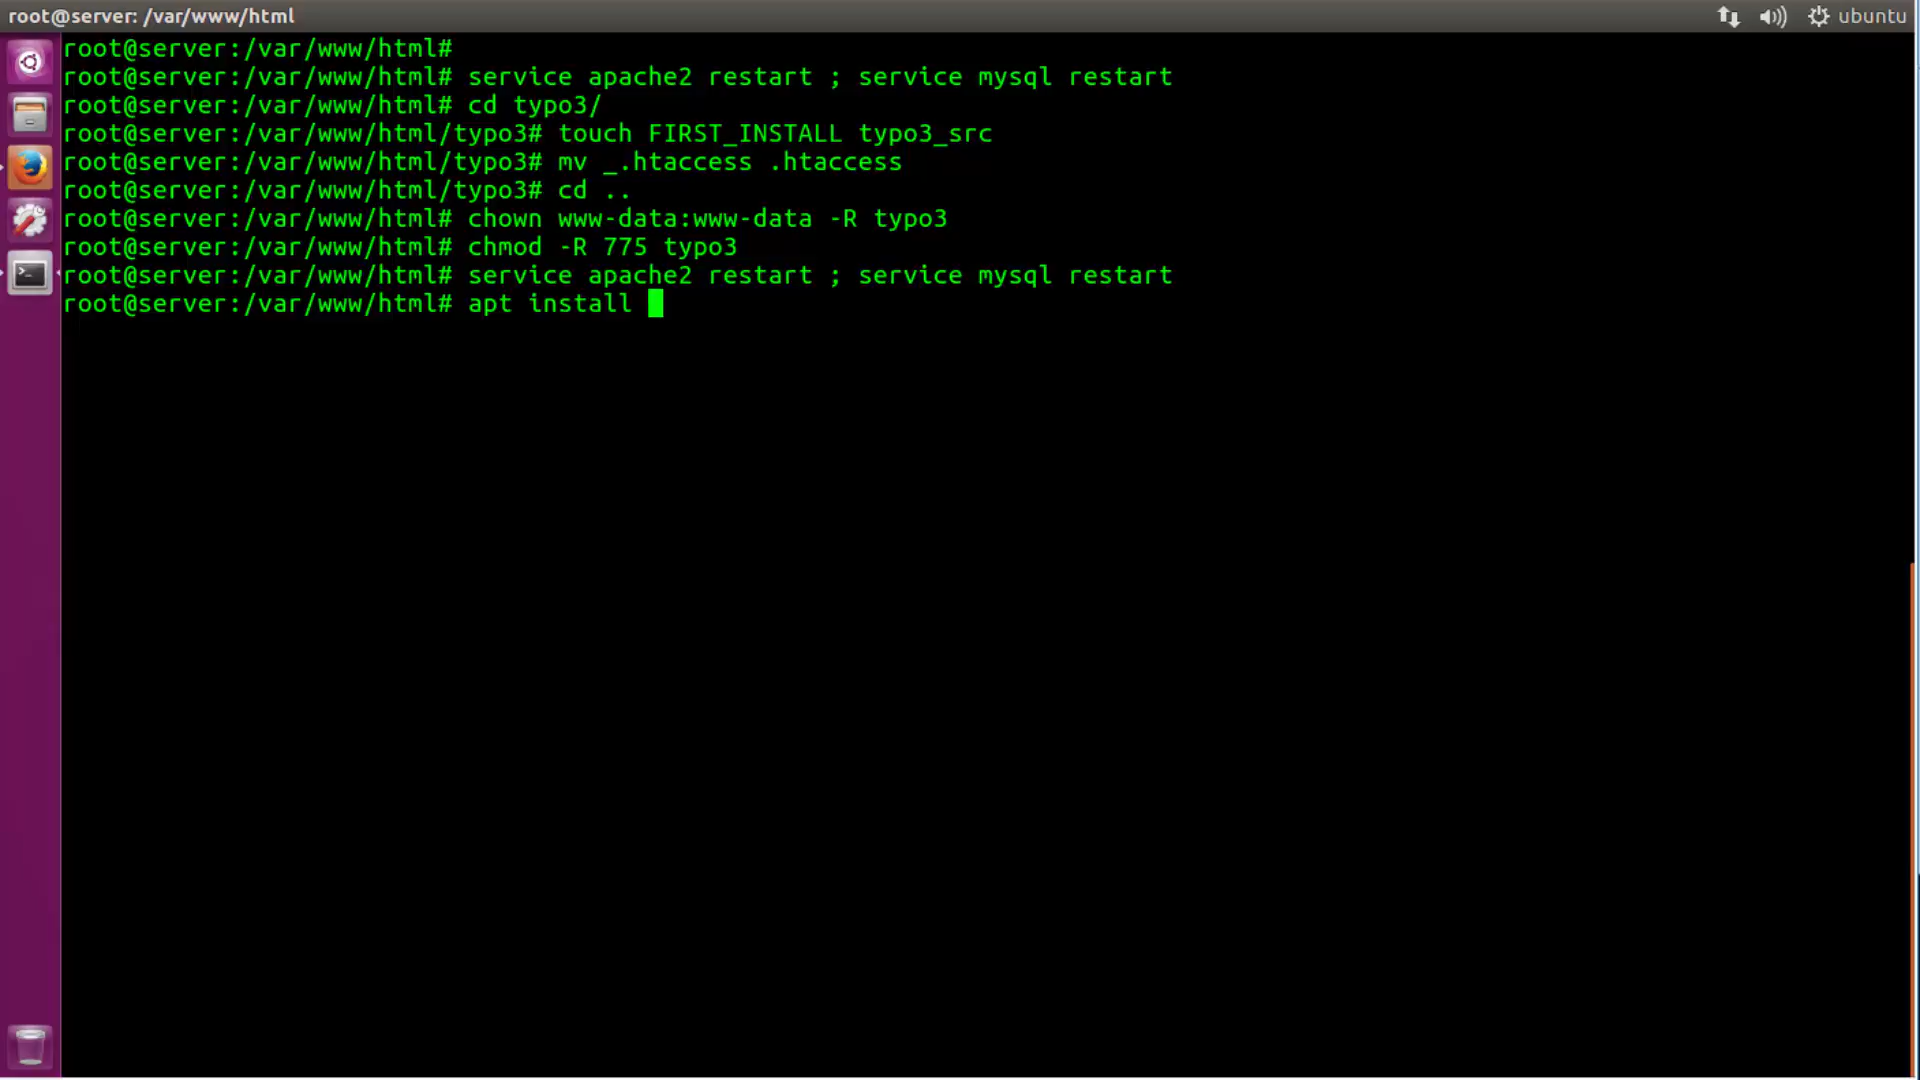 root@server: /var/www/html
ubuntu
root@server:/var/www/html#
root@server:/var/www/html# service apache2 restart ; service mysql restart
root@server:/var/www/html# cd typo3/
root@server:/var/www/html/typo3# touch FIRST_INSTALL typo3_src
root@server:/var/www/html/typo3# mv _.htaccess .htaccess
root@server:/var/www/html/typo3# cd ..
root@server:/var/www/html# chown www-data:www-data -R typo3
root@server:/var/www/html# chmod -R 775 typo3
root@server:/var/www/html# service apache2 restart ; service mysql restart
root@server:/var/www/html# apt install